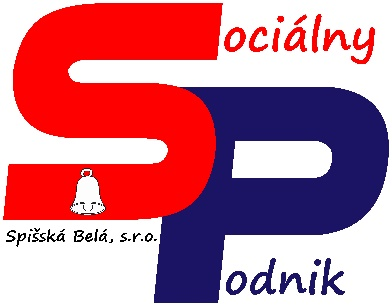 Sociálny
Spišská Belá, s.r.o.
Podnik